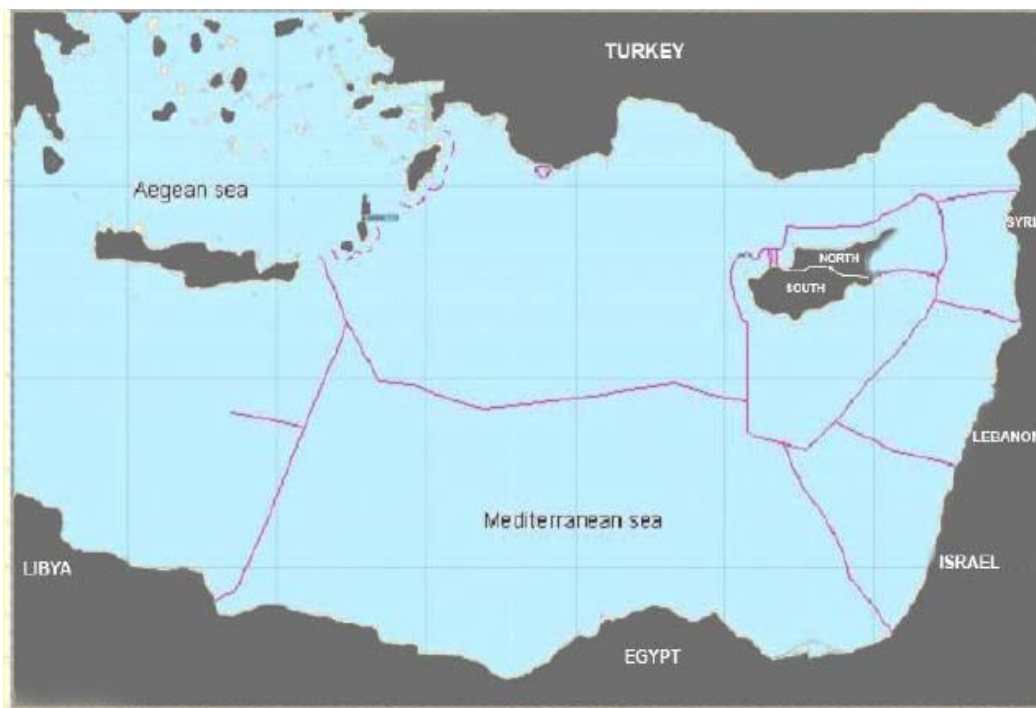 TURKEY
Aegean sea
SYRI
NORTH
SOUTH
LEBANON
Mediterranean sea
LIBYA
ISRAEL
EGYPT